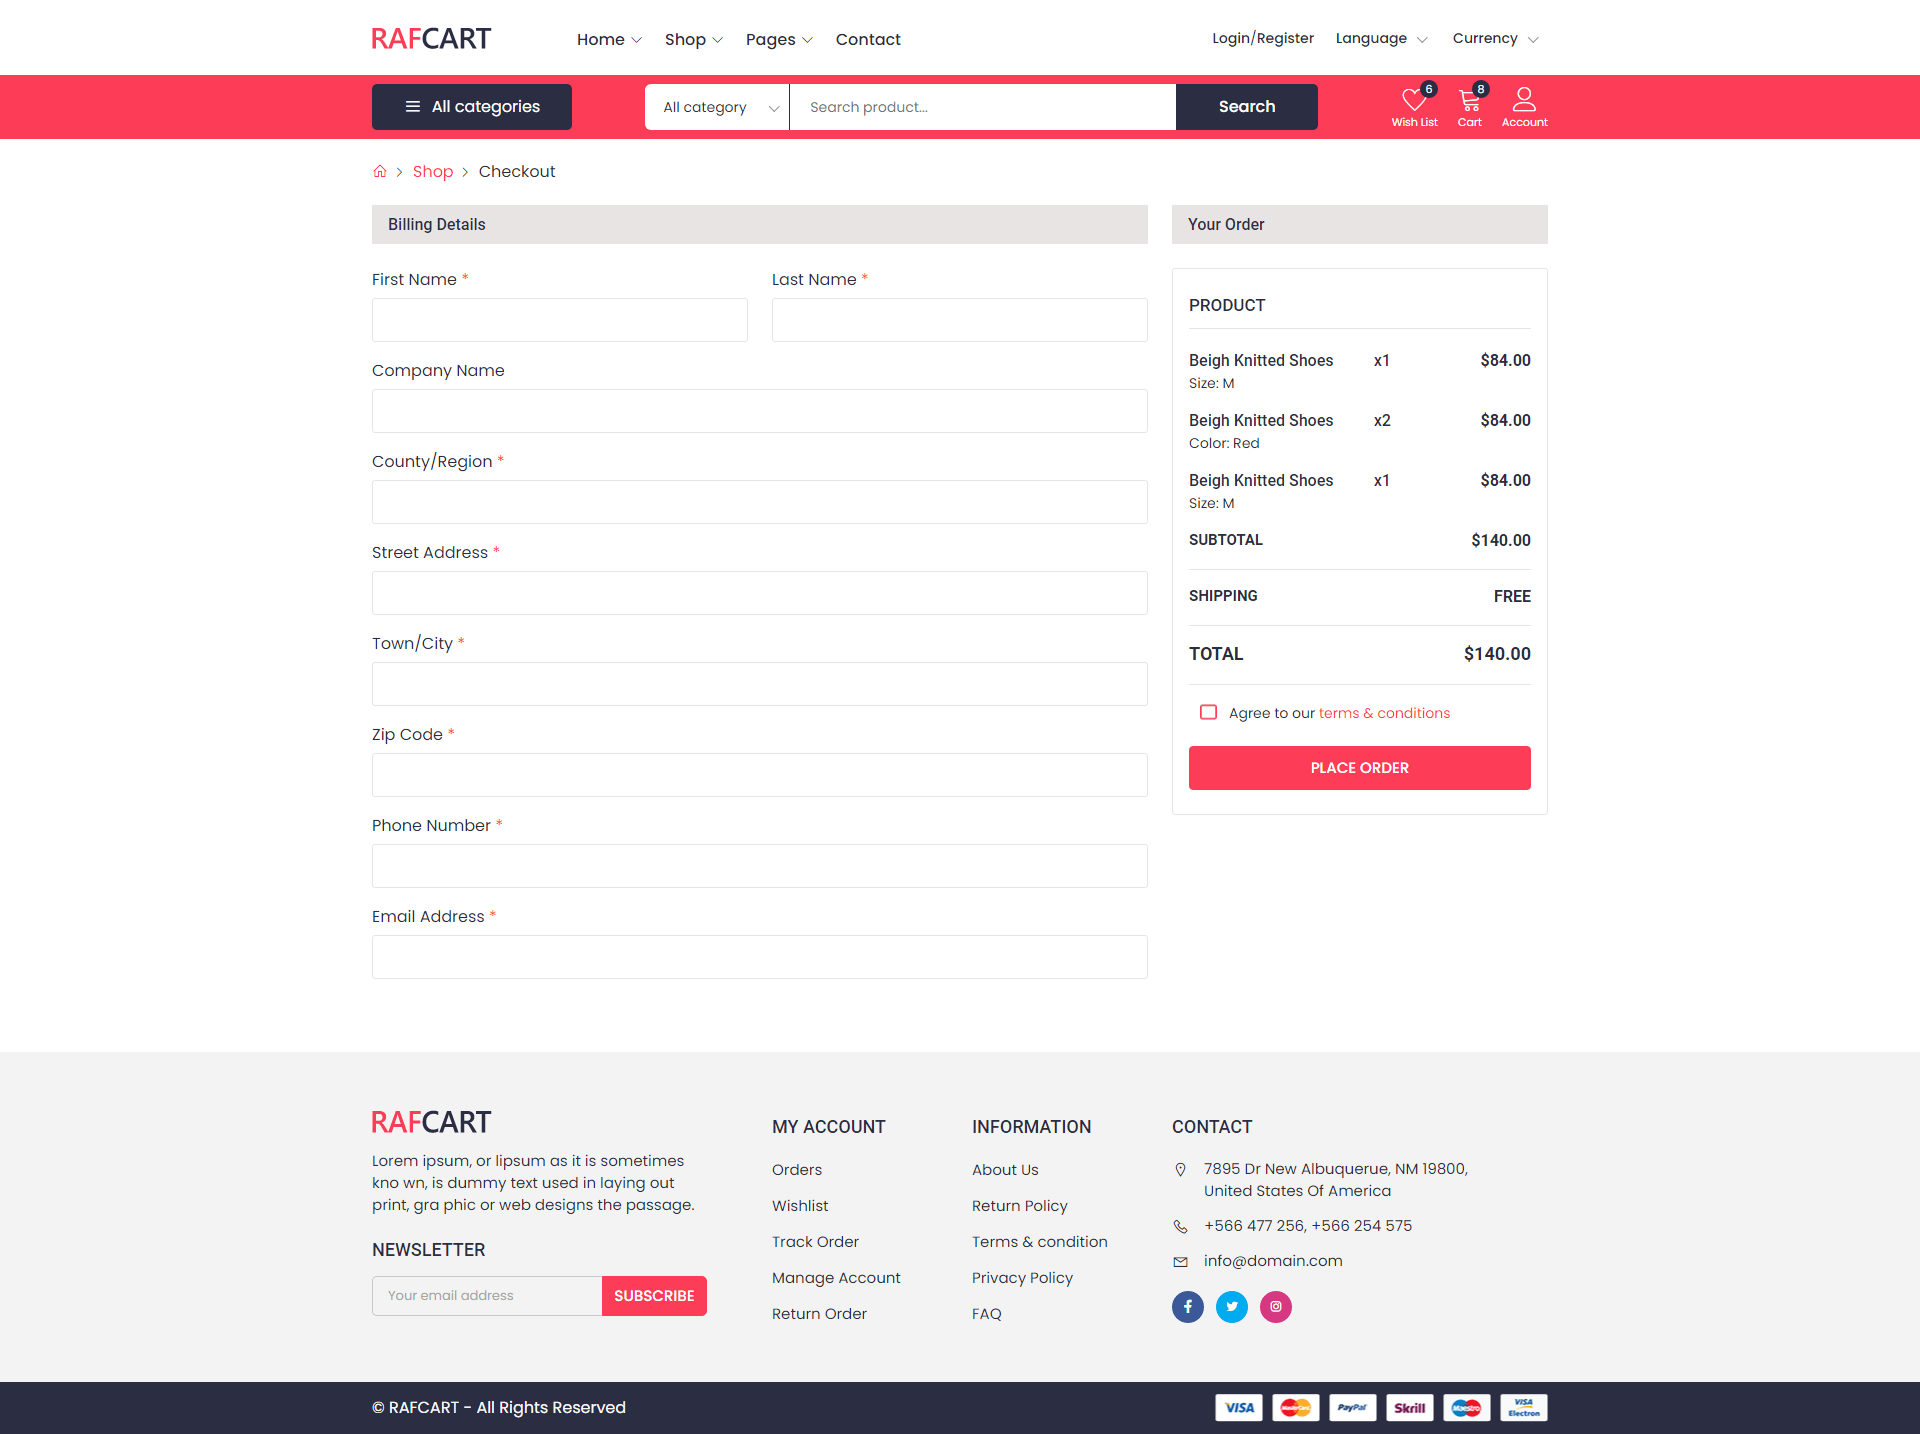 RAFCART
Home Shop Pages Contact
Login/Register Language Currency
All categories
All category
Search product...
Search
6
Wish List
8
Cart
Account
Shop Checkout
Billing Details
First Name *
Last Name *
Company Name
County/Region *
Street Address *
Town/City *
Zip Code *
Phone Number *
Email Address *
Your Order
PRODUCT
Beigh Knitted Shoes x1 $84.00
Size: M
Beigh Knitted Shoes x2 $84.00
Color: Red
Beigh Knitted Shoes x1 $84.00
Size: M
SUBTOTAL $140.00
SHIPPING FREE
TOTAL $140.00
Agree to our terms & conditions
PLACE ORDER
RAFCART
Lorem ipsum, or lipsum as it is sometimes
kno wn, is dummy text used in laying out
print, gra phic or web designs the passage.
NEWSLETTER
Your email address
SUBSCRIBE
MY ACCOUNT
Orders
Wishlist
Track Order
Manage Account
Return Order
INFORMATION
About Us
Return Policy
Terms & condition
Privacy Policy
FAQ
CONTACT
7895 Dr New Albuquerue, NM 19800,
United States Of America
+566 477 256, +566 254 575
info@domain.com
© RAFCART - All Rights Reserved
VISA
MasterCard
PayPal
Skrill
Maestro
VISA
Electron